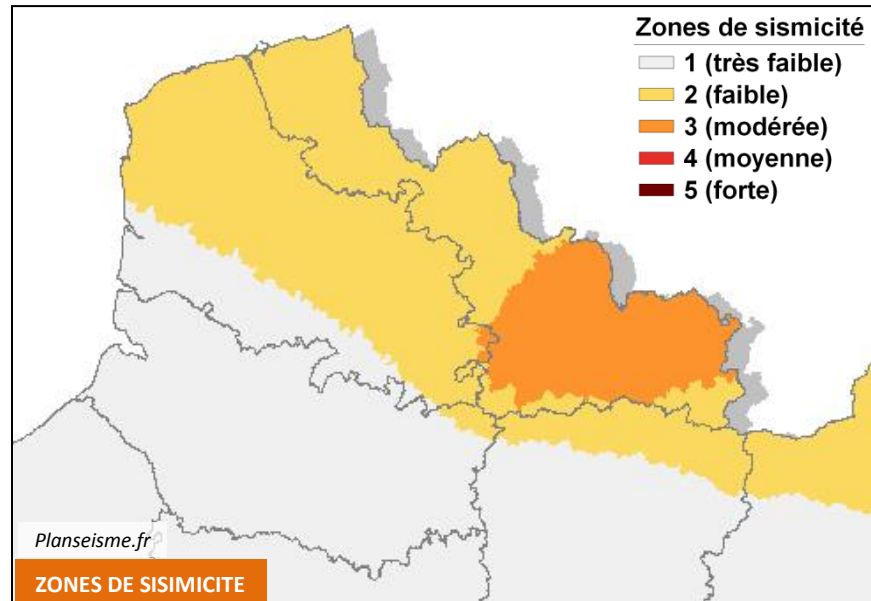 Zones de sismicité
1 (très faible)
2 (faible)
3 (modérée)
4 (moyenne)
5 (forte)
Planseisme.fr
ZONES DE SISIMICITE